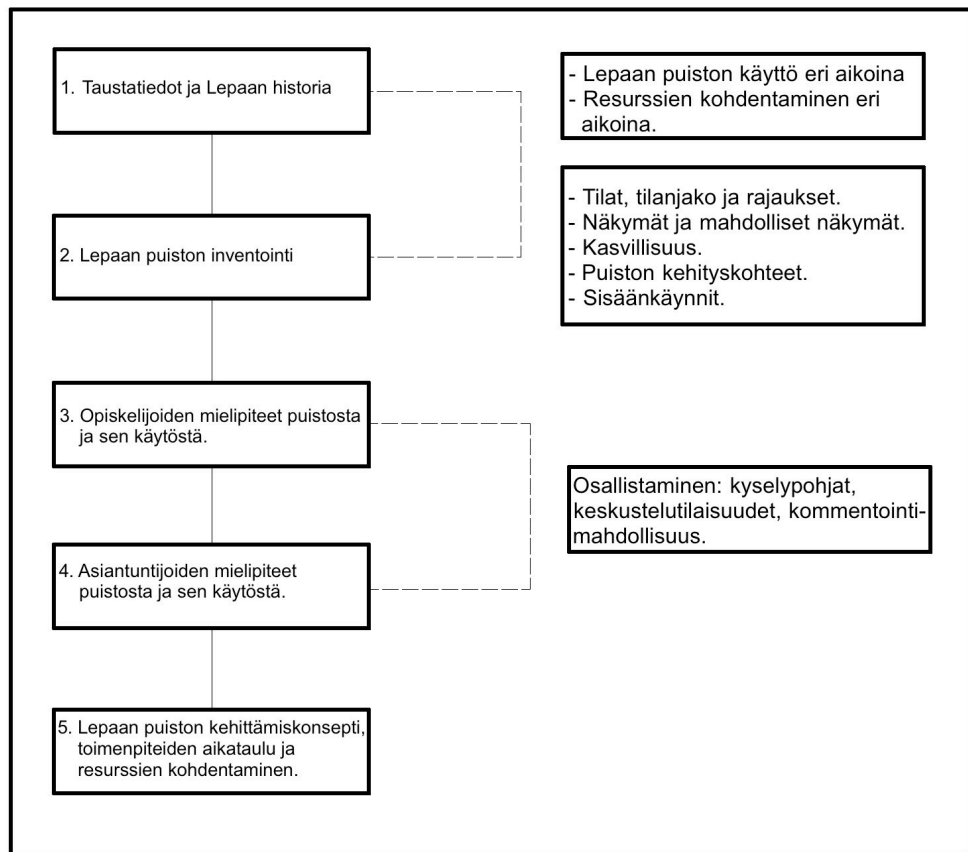 1. Taustatiedot ja Lepaan historia
- Lepaan puiston käyttö eri aikoina
- Resurssien kohdentaminen eri
aikoina.
2. Lepaan puiston inventointi
- Tilat, tilanjako ja rajaukset.
- Näkymät ja mahdolliset näkymät.
- Kasvillisuus.
- Puiston kehityskohteet.
- Sisäänkäynnit.
3. Opiskelijoiden mielipiteet puistosta
ja sen käytöstä.
4. Asiantuntijoiden mielipiteet
puistosta ja sen käytöstä.
Osallistaminen: kyselypohjat,
keskustelutilaisuudet, kommentointi-
mahdollisuus.
5. Lepaan puiston kehittämiskonsepti,
toimenpiteiden aikataulu ja
resurssien kohdentaminen.